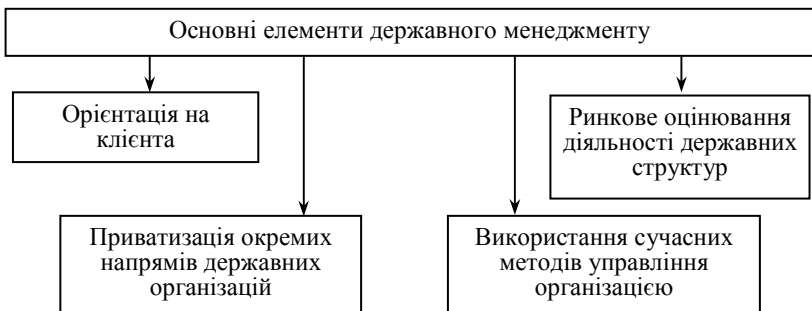 Основні елементи державного менеджменту
Орієнтація на
клієнта
Ринкове оцінювання
діяльності державних
структур
Приватизація окремих
напрямів державних
організацій
Використання сучасних
методів управління
організацією